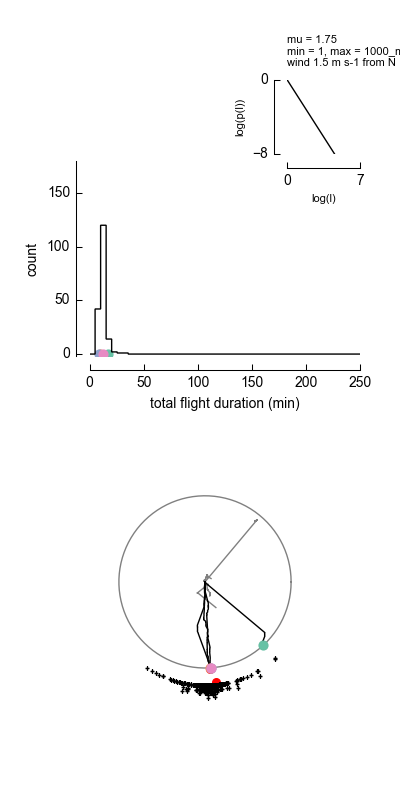 mu = 1.75
min = 1, max = 1000_m
wind 1.5 m s-1 from N
0
log(p(l))
−8
0 7
log(l)
150
100
50
0
count
0 50 100 150 200 250
total flight duration (min)